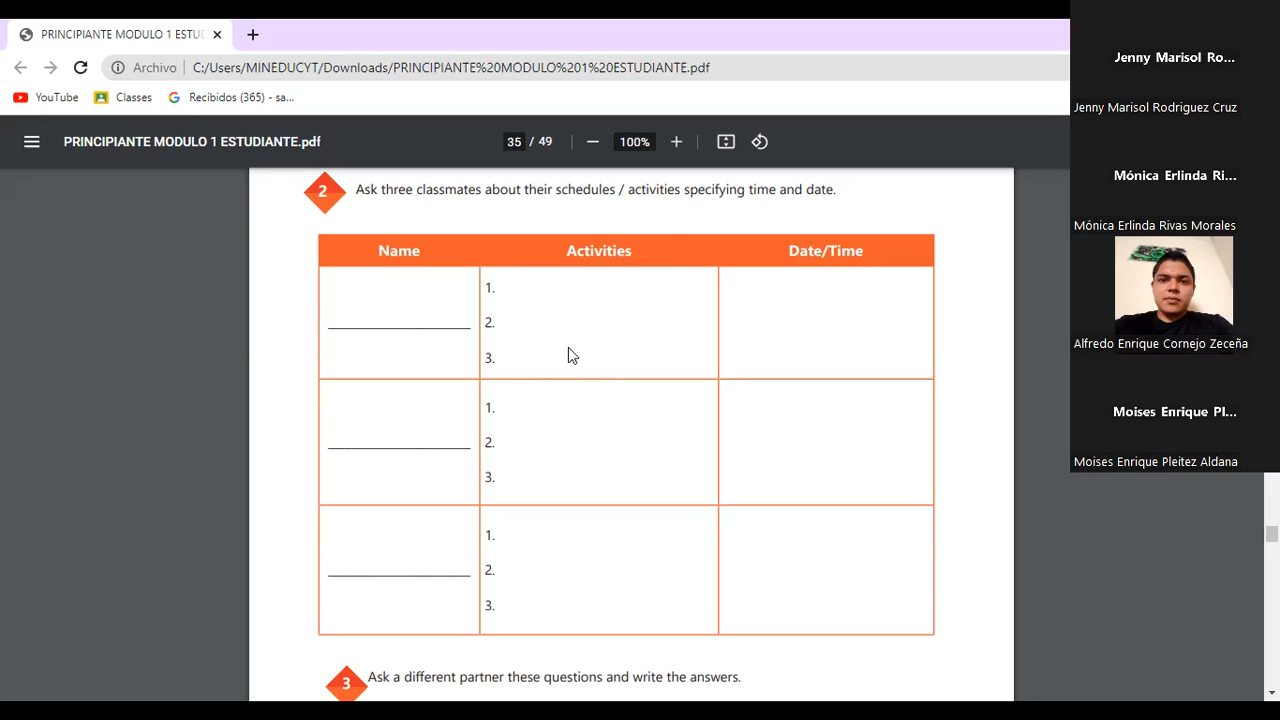 PRINCIPIANTE MODULO 1 ESTU
Archivo C:/Users/MINEDUCYT/Downloads/PRINCIPIANTE%20MODULO%201%20ESTUDIANTE.pdf
YouTube Classes Recibidos (365) - sa...
PRINCIPIANTE MODULO 1 ESTUDIANTE.pdf 35 / 49 100%
2 Ask three classmates about their schedules / activities specifying time and date.
Name Activities Date/Time
1.
2.
3.
1.
2.
3.
1.
2.
3.
3 Ask a different partner these questions and write the answers.
Jenny Marisol Ro...
Jenny Marisol Rodriguez Cruz
Mónica Erlinda Ri...
Mónica Erlinda Rivas Morales
Alfredo Enrique Cornejo Zeceña
Moises Enrique Pl...
Moises Enrique Pleitez Aldana